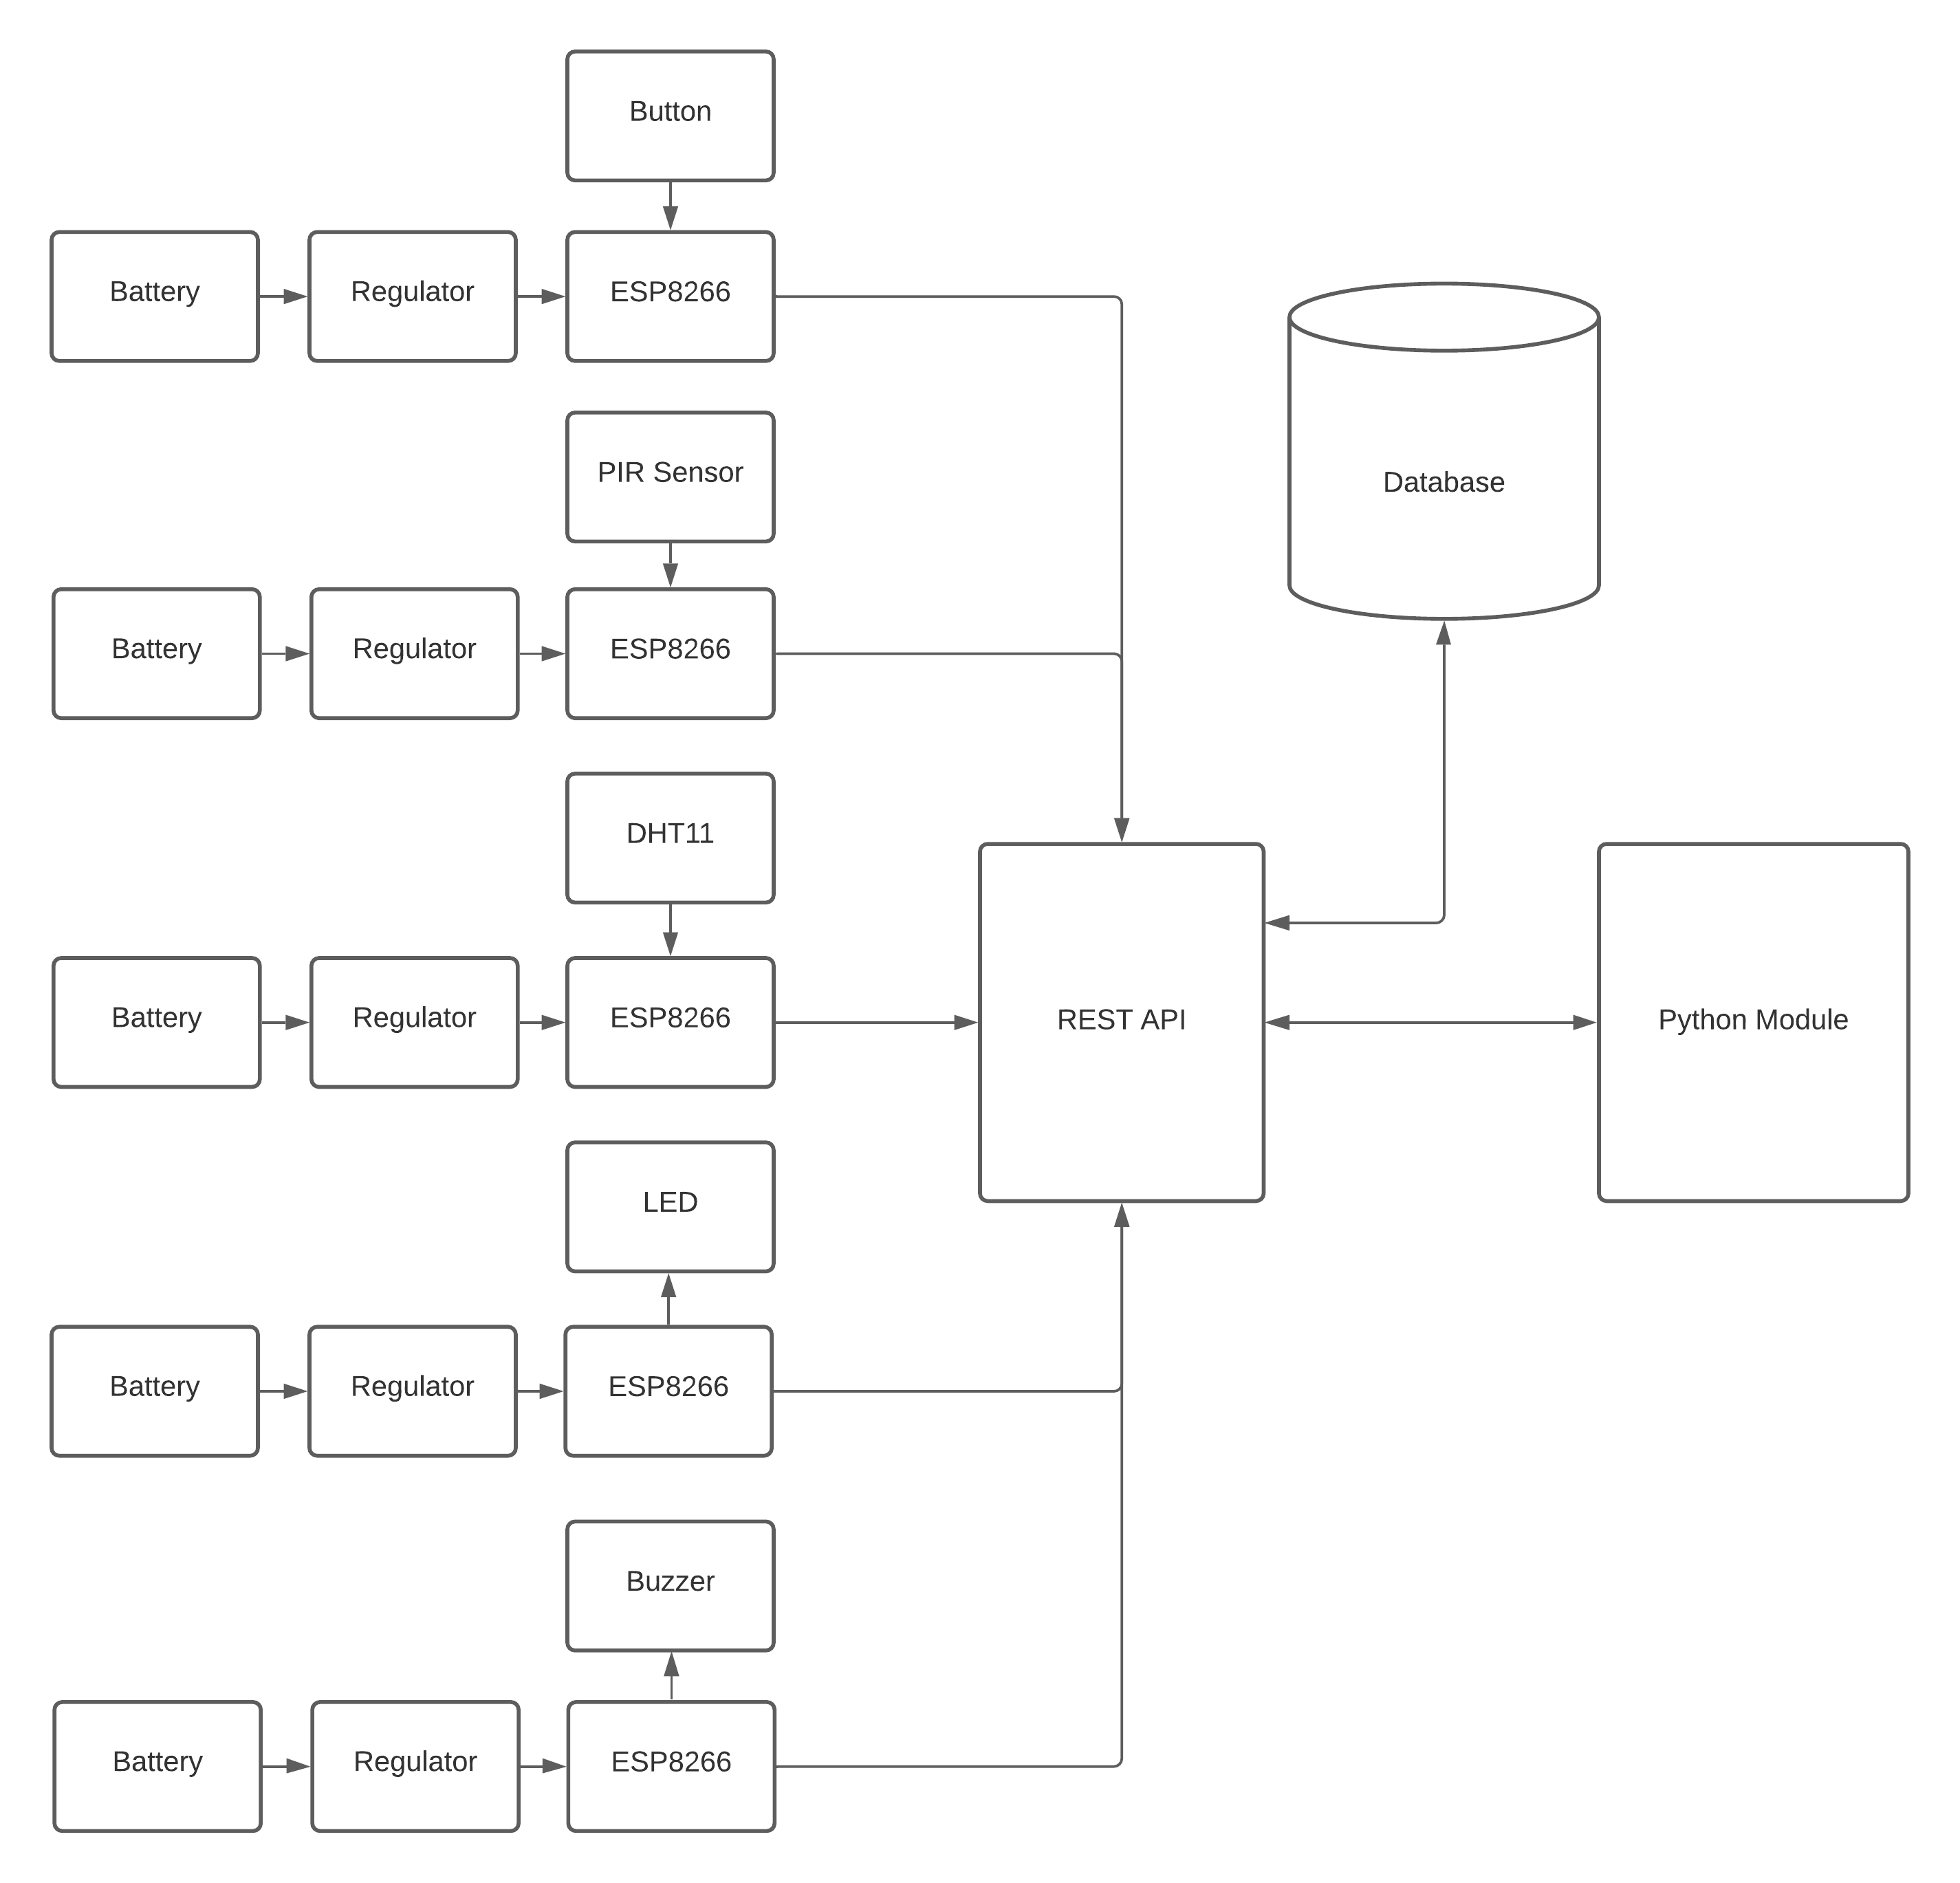 Button
Battery
Regulator
ESP8266
PIR Sensor
Database
Battery
Regulator
ESP8266
DHT11
Battery
Regulator
ESP8266
REST API
Python Module
LED
Battery
Regulator
ESP8266
Buzzer
Battery
Regulator
ESP8266